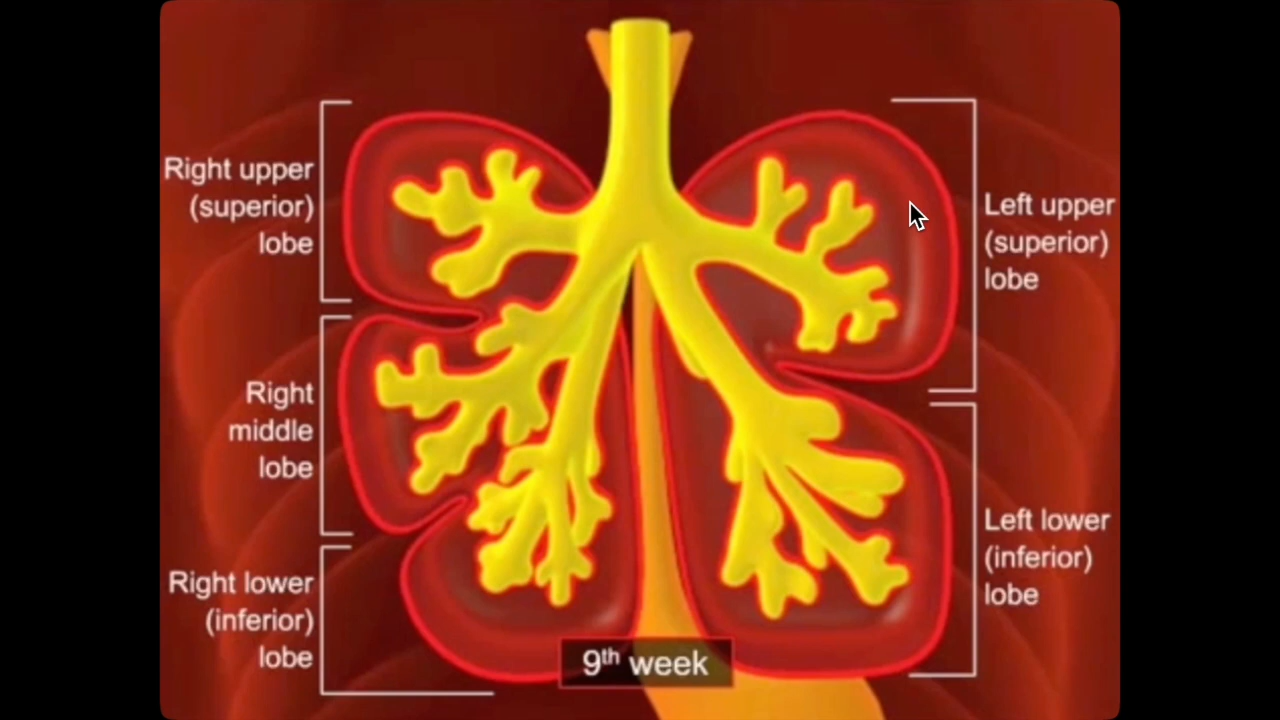 Right upper
(superior)
lobe
Right
middle
lobe
Right lower
(inferior)
lobe
Left upper
(superior)
lobe
Left lower
(inferior)
lobe
9th week